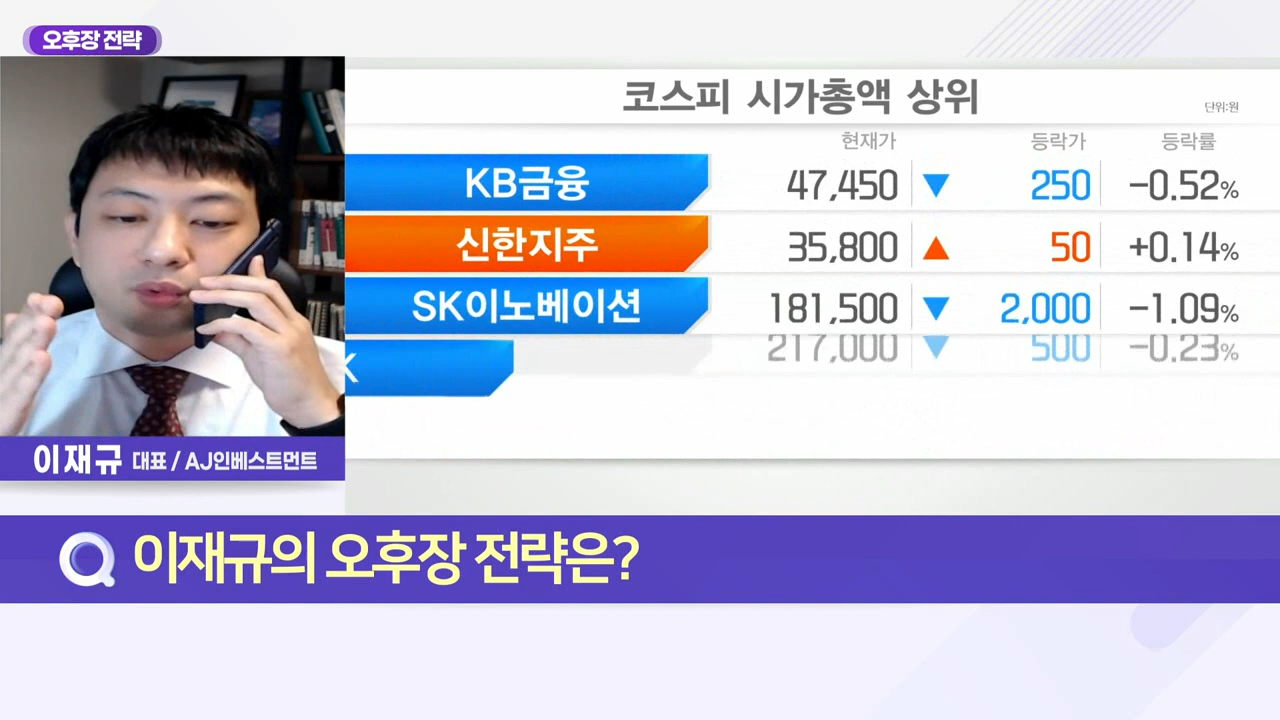 오후장 전략
코스피 시가총액 상위
단위:원
현재가 등락가 등락률
KB금융 47,450 ▼ 250 -0.52%
신한지주 35,800 ▲ 50 +0.14%
SK이노베이션 181,500 ▼ 2,000 -1.09%
K 217,000 ▼ 500 -0.23%
이재규 대표 / AJ인베스트먼트
Q 이재규의 오후장 전략은?